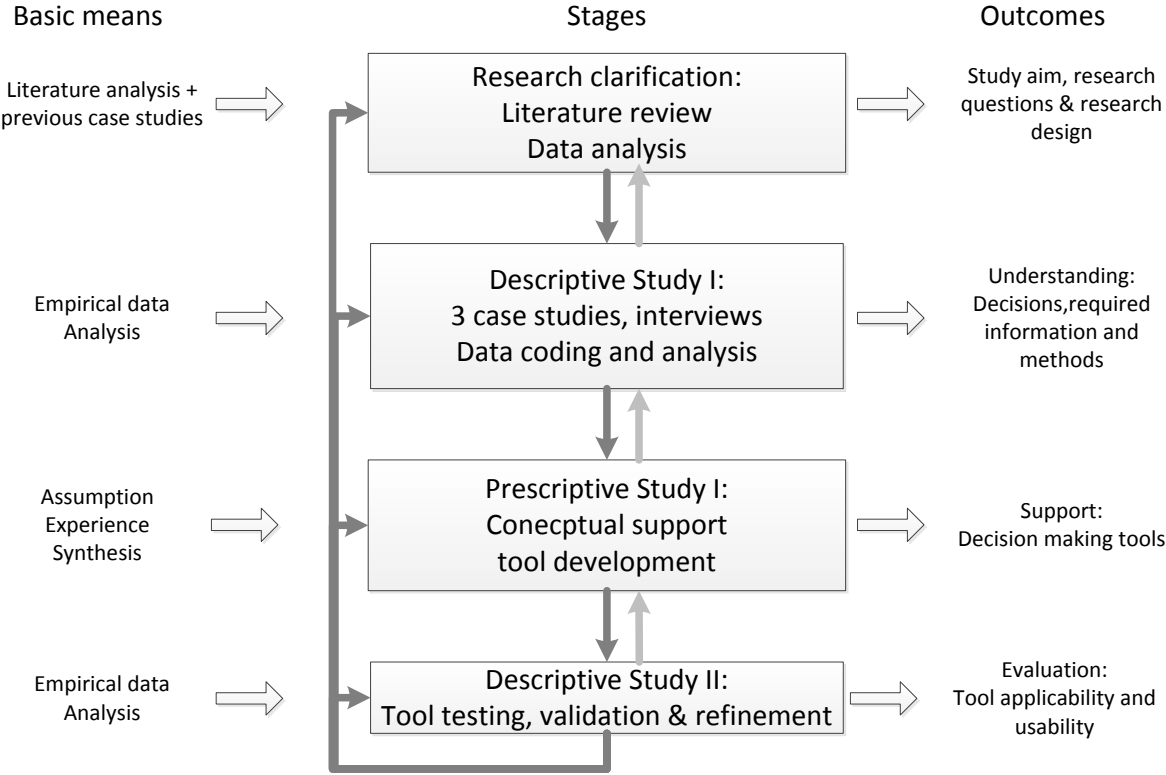 Basic means
Stages
Outcomes
Literature analysis +
previous case studies
Research clarification:
Literature review
Data analysis
Study aim, research
questions & research
design
Empirical data
Analysis
Descriptive Study I:
3 case studies, interviews
Data coding and analysis
Understanding:
Decisions,required
information and
methods
Assumption
Experience
Synthesis
Prescriptive Study I:
Conecptual support
tool development
Support:
Decision making tools
Empirical data
Analysis
Descriptive Study II:
Tool testing, validation & refinement
Evaluation:
Tool applicability and
usability